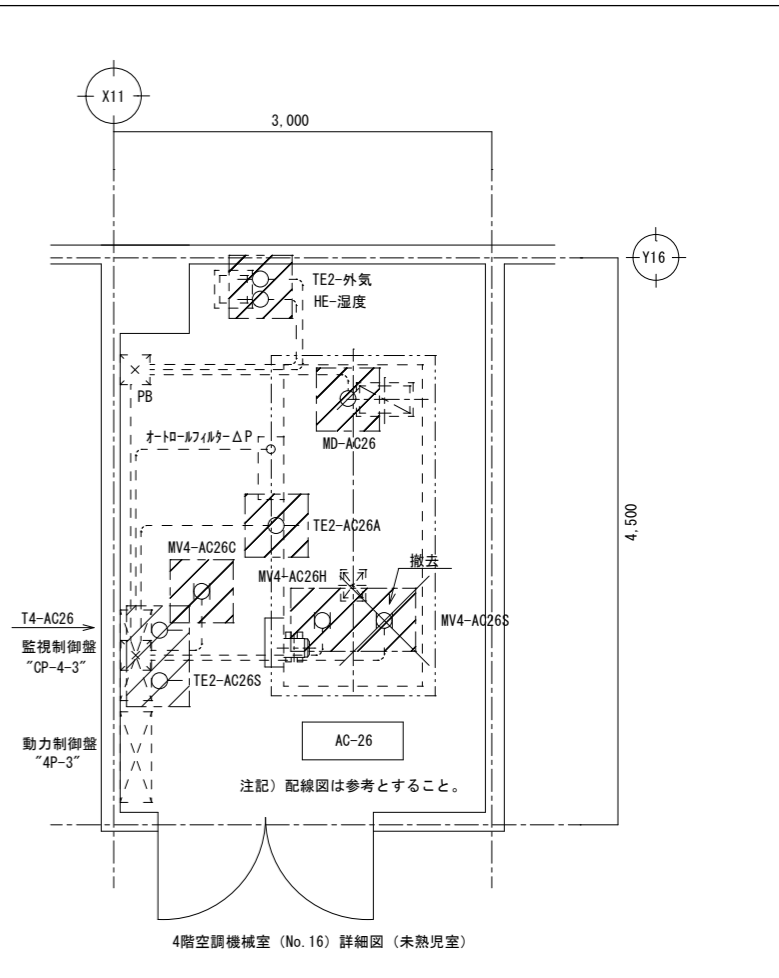 X11
3,000
Y16
TE2-外気
HE-湿度
PB
MD-AC26
オートロールフィルター ΔP
TE2-AC26A
MV4-AC26C
MV4-AC26H
撤去
4,500
T4-AC26
MV4-AC26S
監視制御盤
"CP-4-3"
TE2-AC26S
動力制御盤
"4P-3"
AC-26
注記）配線図は参考とすること。
4階空調機械室（No.16）詳細図（未熟児室）